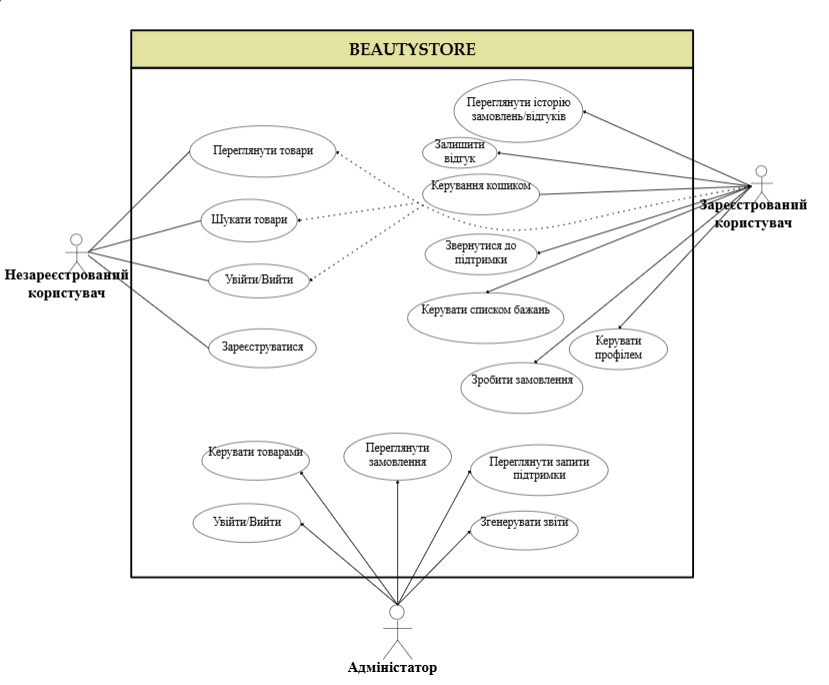 BEAUTYSTORE
Переглянути історію
замовлень/відгуків
Переглянути товари
Залишити
відгук
Керування кошиком
Зареєстрований
користувач
Шукати товари
Звернутися до
підтримки
Незареєстрований
користувач
Увійти/Вийти
Керувати списком бажань
Зареєструватися
Керувати
профілем
Зробити замовлення
Керувати товарами
Переглянути
замовлення
Переглянути запити
підтримки
Увійти/Вийти
Згенерувати звіти
Адміністатор